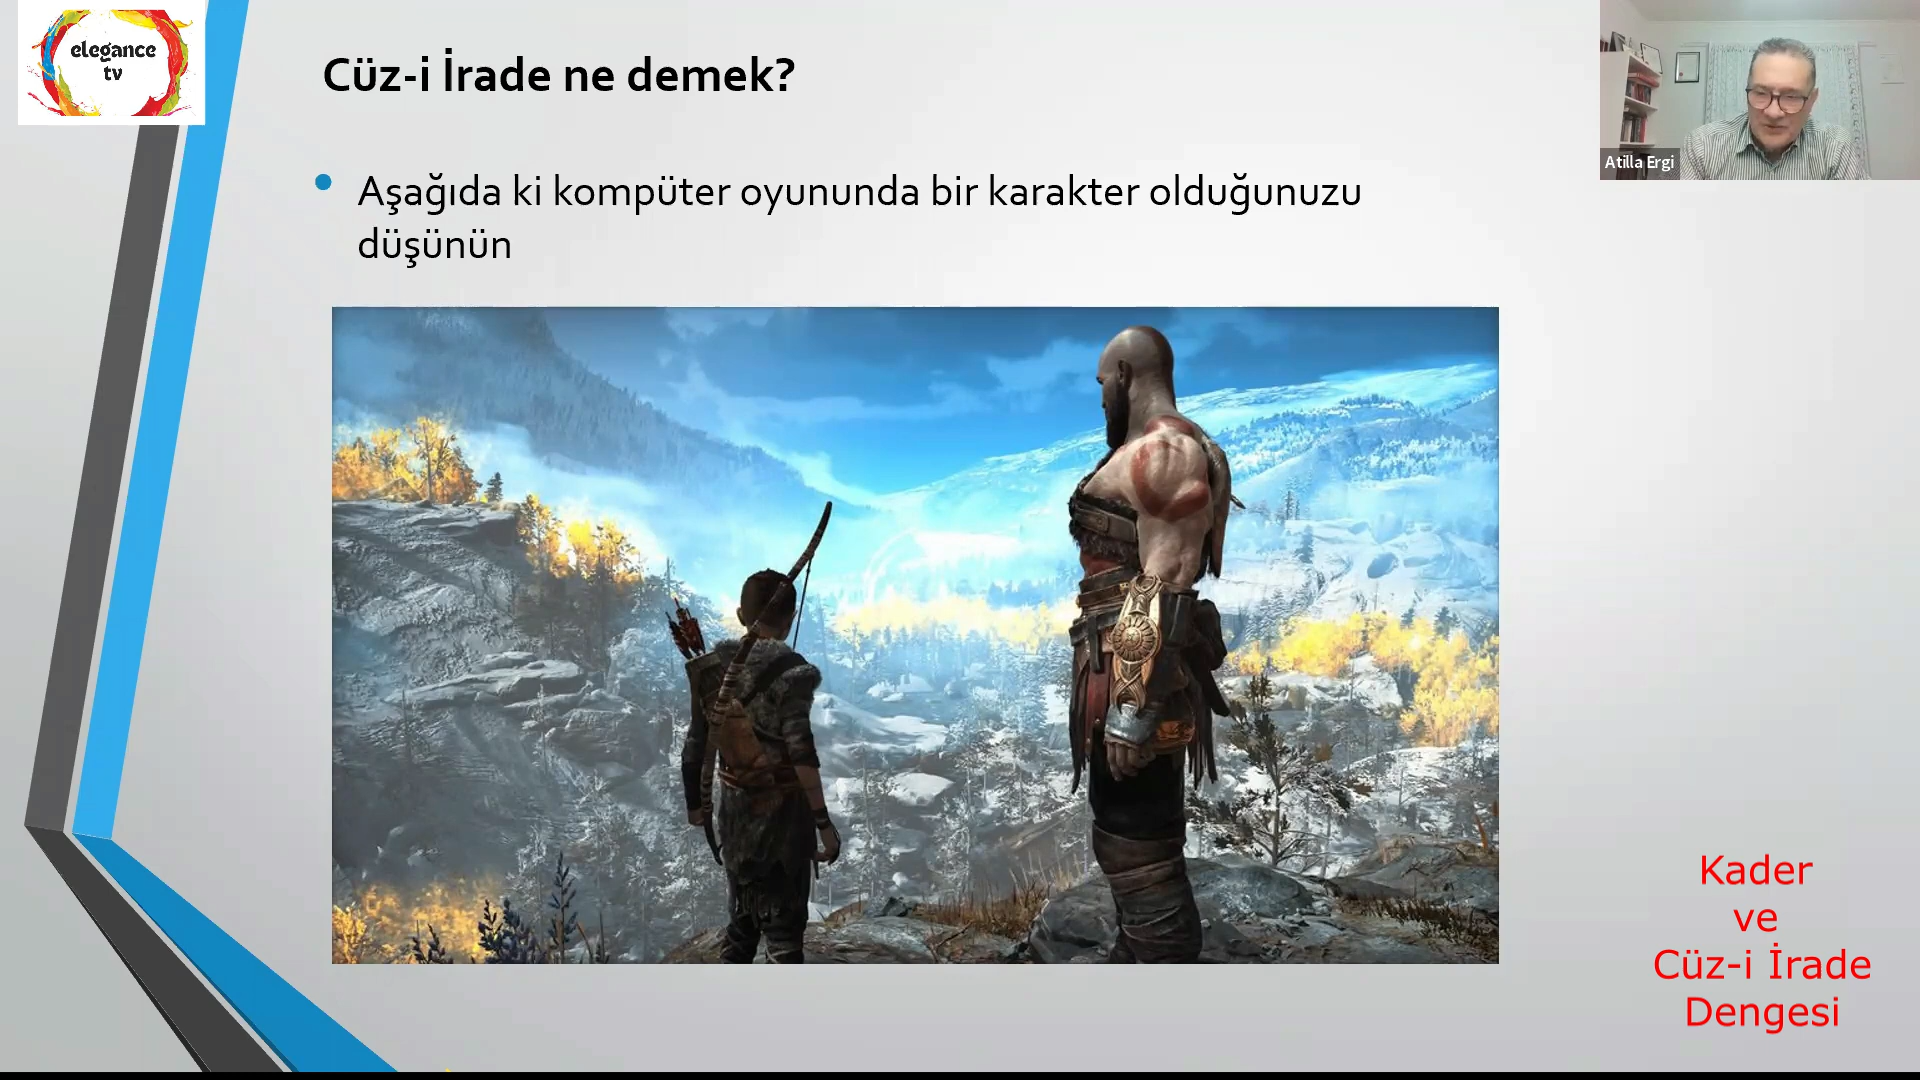 elegance
tv
Cüz-i İrade ne demek?
Aşağıda ki kompüter oyununda bir karakter olduğunuzu
düşünün
Atilla Ergi
Kader
ve
Cüz-i İrade
Dengesi